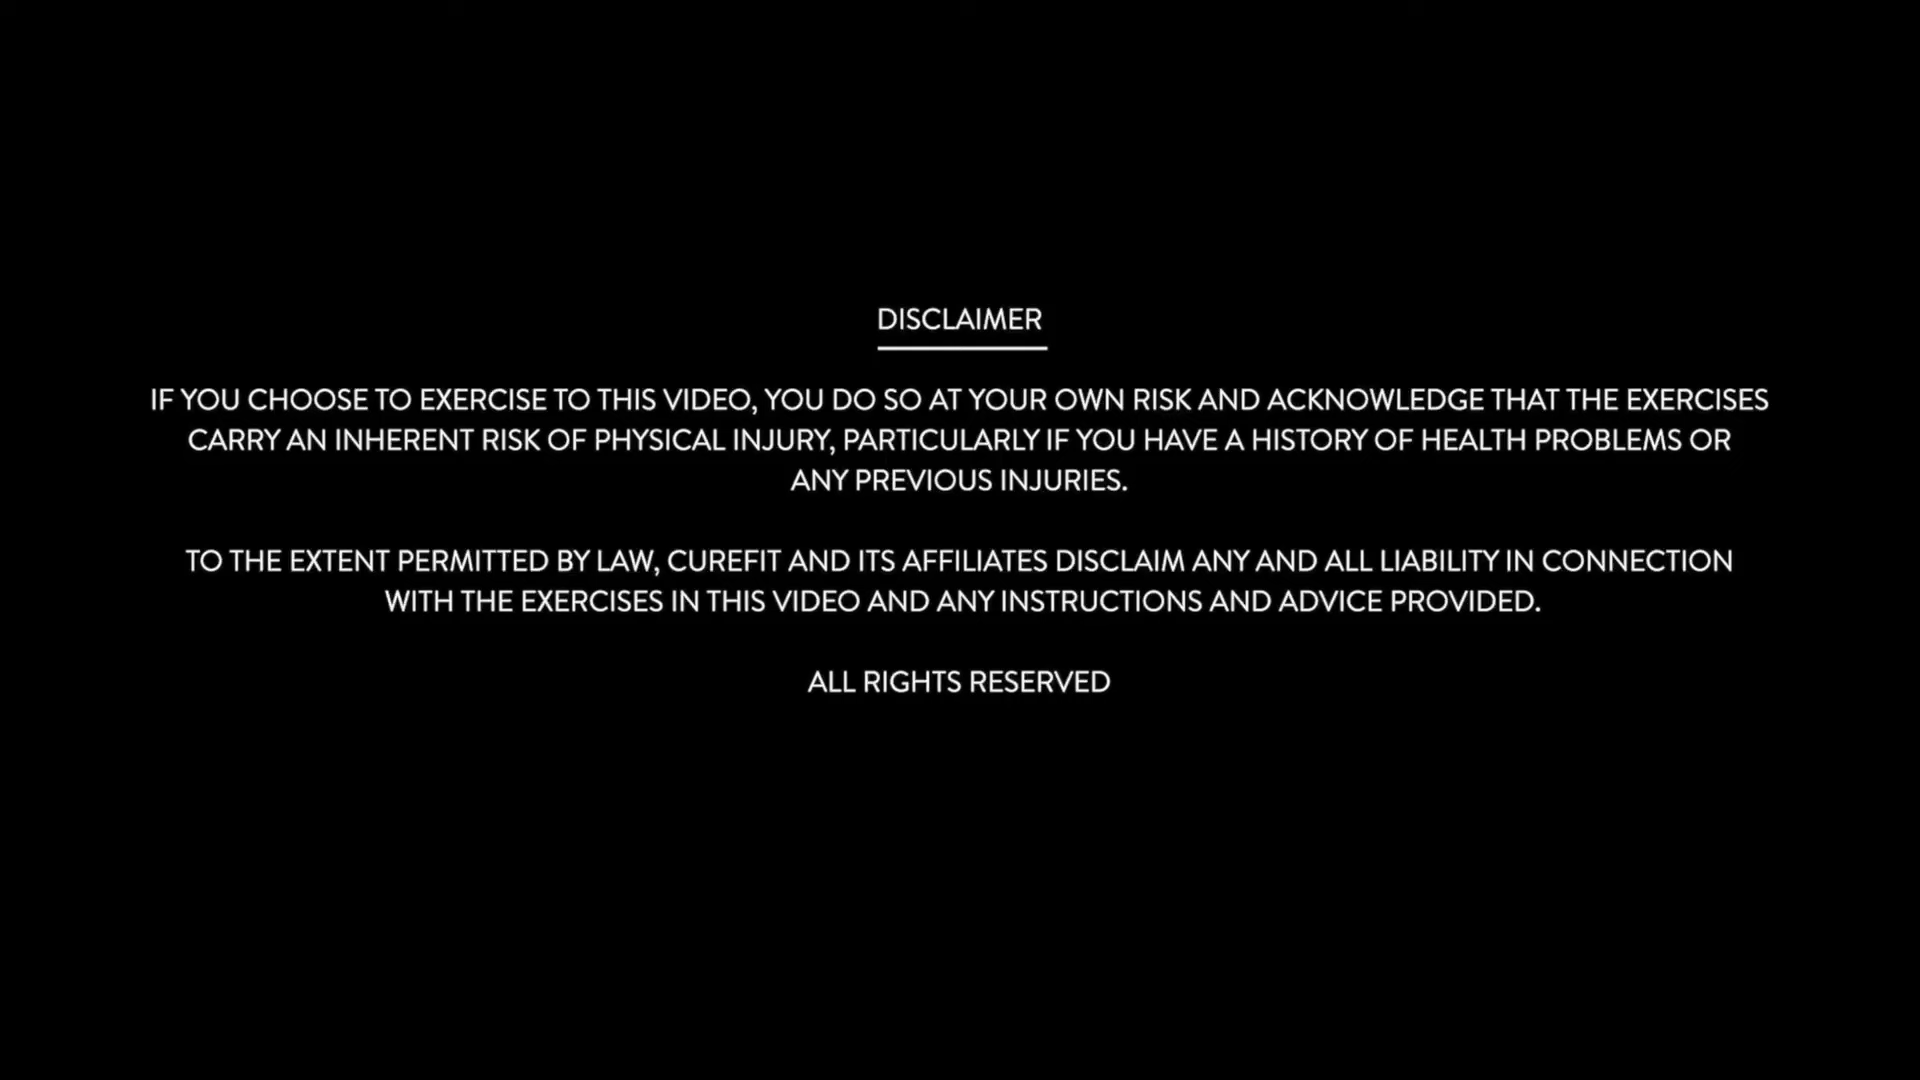 DISCLAIMER
IF YOU CHOOSE TO EXERCISE TO THIS VIDEO, YOU DO SO AT YOUR OWN RISK AND ACKNOWLEDGE THAT THE EXERCISES
CARRY AN INHERENT RISK OF PHYSICAL INJURY, PARTICULARLY IF YOU HAVE A HISTORY OF HEALTH PROBLEMS OR
ANY PREVIOUS INJURIES.
TO THE EXTENT PERMITTED BY LAW, CUREFIT AND ITS AFFILIATES DISCLAIM ANY AND ALL LIABILITY IN CONNECTION
WITH THE EXERCISES IN THIS VIDEO AND ANY INSTRUCTIONS AND ADVICE PROVIDED.
ALL RIGHTS RESERVED